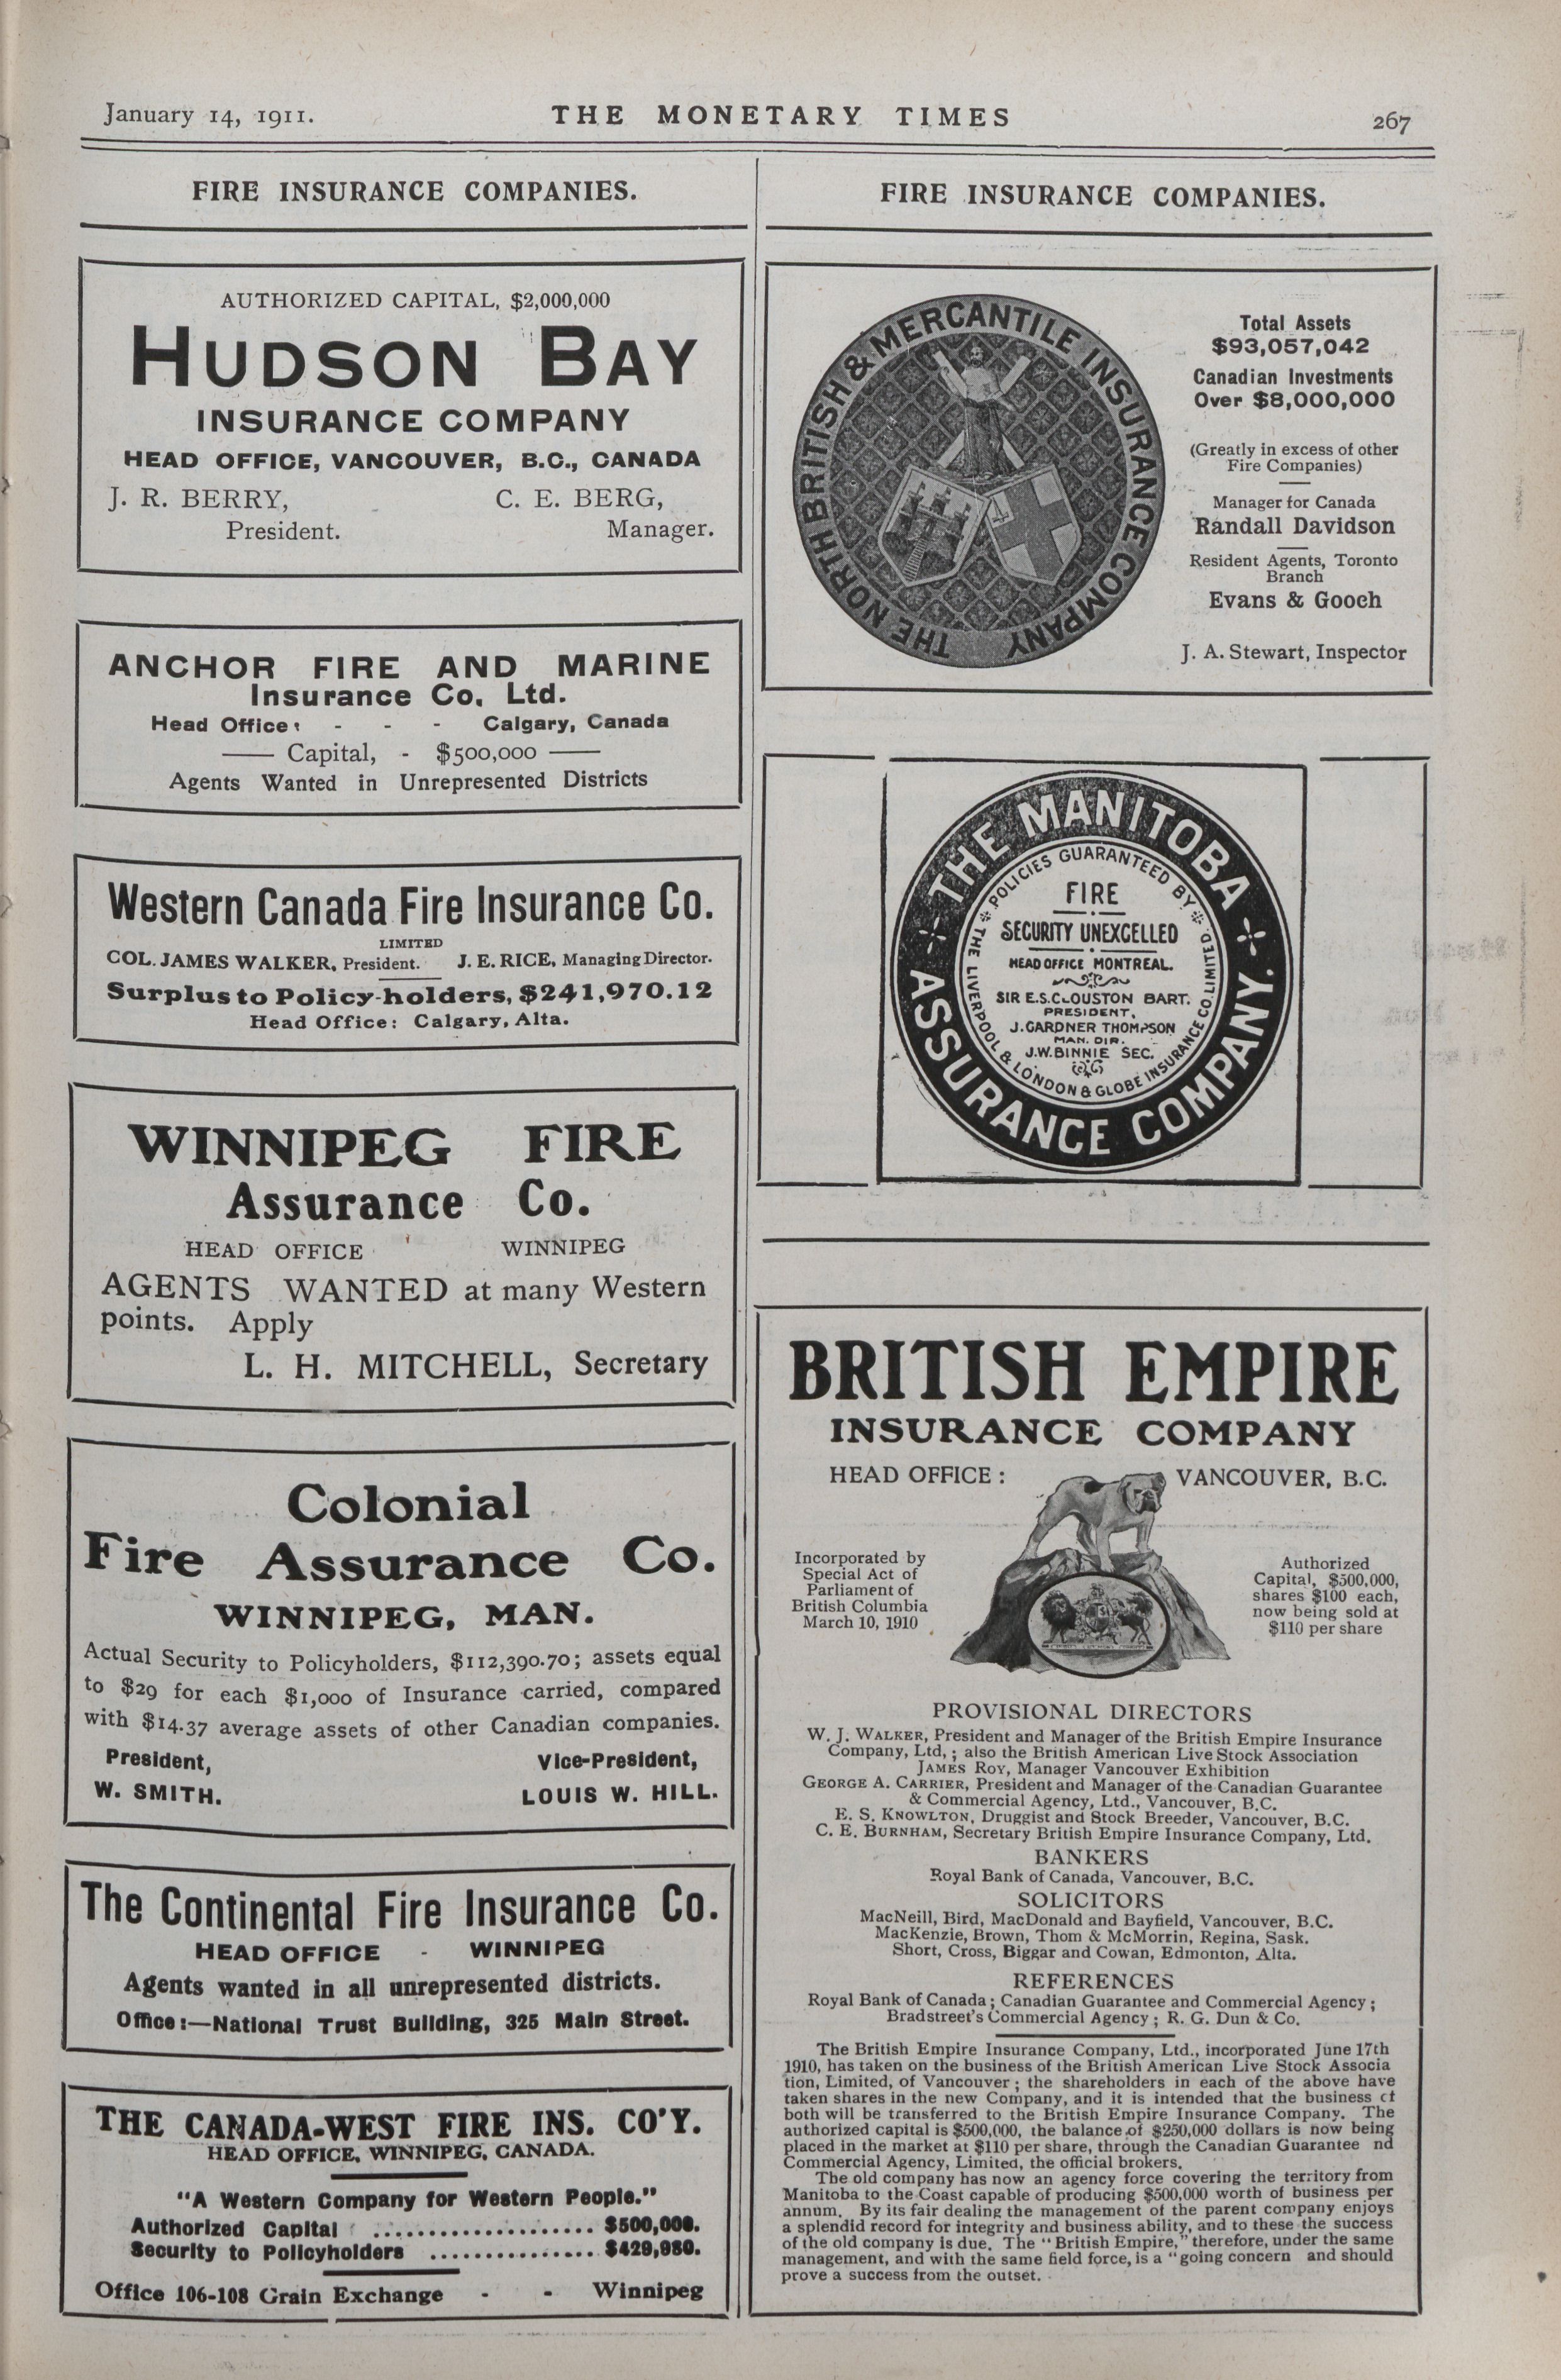 January 14, 1911.
THE MONETARY TIMES
267
FIRE INSURANCE COMPANIES.
AUTHORIZED CAPITAL, $2,000,000
HUDSON BAY
INSURANCE COMPANY
HEAD OFFICE, VANCOUVER, B.C., CANADA
J. R. BERRY, C. E. BERG,
President. Manager.
ANCHOR FIRE AND MARINE
Insurance Co, Ltd.
Head Office: - - - Calgary, Canada
Capital, - $500,000
Agents Wanted in Unrepresented Districts
Western Canada Fire Insurance Co.
LIMITED
COL. JAMES WALKER, President. J. E. RICE, Managing Director.
Surplus to Policy-holders, $241,970.12
Head Office: Calgary, Alta.
WINNIPEG FIRE
Assurance Co.
HEAD OFFICE WINNIPEG
AGENTS WANTED at many Western
points. Apply
L. H. MITCHELL, Secretary
Colonial
Fire Assurance Co.
WINNIPEG, MAN.
Actual Security to Policyholders, $112,390.70; assets equal
to $29 for each $1,000 of Insurance carried, compared
with $14.37 average assets of other Canadian companies.
President, Vice-President,
W. SMITH. LOUIS W. HILL.
The Continental Fire Insurance Co.
HEAD OFFICE - WINNIPEG
Agents wanted in all unrepresented districts.
Office:—National Trust Building, 325 Main Street.
THE CANADA-WEST FIRE INS. CO'Y.
HEAD OFFICE, WINNIPEG, CANADA.
"A Western Company for Western People."
Authorized Capital .................... $500,000.
Security to Policyholders ............... $429,980.
Office 106-108 Grain Exchange - - Winnipeg
FIRE INSURANCE COMPANIES.
THE NORTH BRITISH & MERCANTILE INSURANCE COMPANY
Total Assets
$93,057,042
Canadian Investments
Over $8,000,000
(Greatly in excess of other
Fire Companies)
Manager for Canada
Randall Davidson
Resident Agents, Toronto
Branch
Evans & Gooch
J. A. Stewart, Inspector
THE MANITOBA
ASSURANCE COMPANY.
POLICIES GUARANTEED BY
THE LIVERPOOL & LONDON & GLOBE INSURANCE CO. LIMITED.
FIRE
SECURITY UNEXCELLED
HEAD OFFICE MONTREAL.
SIR E.S.CLOUSTON BART.
PRESIDENT,
J. GARDNER THOMPSON
MAN. DIR.
J.W.BINNIE SEC.
BRITISH EMPIRE
INSURANCE COMPANY
HEAD OFFICE: VANCOUVER, B.C.
Incorporated by
Special Act of
Parliament of
British Columbia
March 10, 1910
Authorized
Capital, $500,000,
shares $100 each,
now being sold at
$110 per share
PROVISIONAL DIRECTORS
W. J. WALKER, President and Manager of the British Empire Insurance
Company, Ltd,; also the British American Live Stock Association
JAMES ROY, Manager Vancouver Exhibition
GEORGE A. CARRIER, President and Manager of the Canadian Guarantee
& Commercial Agency, Ltd., Vancouver, B.C.
E. S. KNOWLTON, Druggist and Stock Breeder, Vancouver, B.C.
C. E. BURNHAM, Secretary British Empire Insurance Company, Ltd.
BANKERS
Royal Bank of Canada, Vancouver, B.C.
SOLICITORS
MacNeill, Bird, MacDonald and Bayfield, Vancouver, B.C.
MacKenzie, Brown, Thom & McMorrin, Regina, Sask.
Short, Cross, Biggar and Cowan, Edmonton, Alta.
REFERENCES
Royal Bank of Canada; Canadian Guarantee and Commercial Agency;
Bradstreet's Commercial Agency; R. G. Dun & Co.
The British Empire Insurance Company, Ltd., incorporated June 17th
1910, has taken on the business of the British American Live Stock Associa
tion, Limited, of Vancouver; the shareholders in each of the above have
taken shares in the new Company, and it is intended that the business cf
both will be transferred to the British Empire Insurance Company. The
authorized capital is $500,000, the balance of $250,000 dollars is now being
placed in the market at $110 per share, through the Canadian Guarantee nd
Commercial Agency, Limited, the official brokers.
The old company has now an agency force covering the territory from
Manitoba to the Coast capable of producing $500,000 worth of business per
annum. By its fair dealing the management of the parent company enjoys
a splendid record for integrity and business ability, and to these the success
of the old company is due. The "British Empire," therefore, under the same
management, and with the same field force, is a "going concern and should
prove a success from the outset.